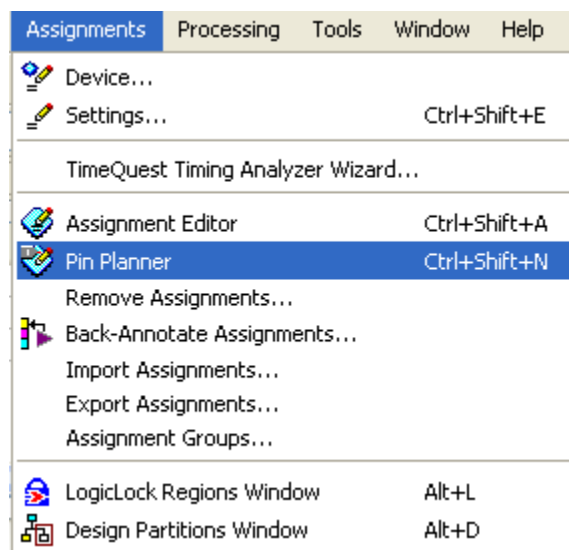 Assignments Processing Tools Window Help
Device...
Settings... Ctrl+Shift+E
TimeQuest Timing Analyzer Wizard...
Assignment Editor Ctrl+Shift+A
Pin Planner Ctrl+Shift+N
Remove Assignments...
Back-Annotate Assignments...
Import Assignments...
Export Assignments...
Assignment Groups...
LogicLock Regions Window Alt+L
Design Partitions Window Alt+D